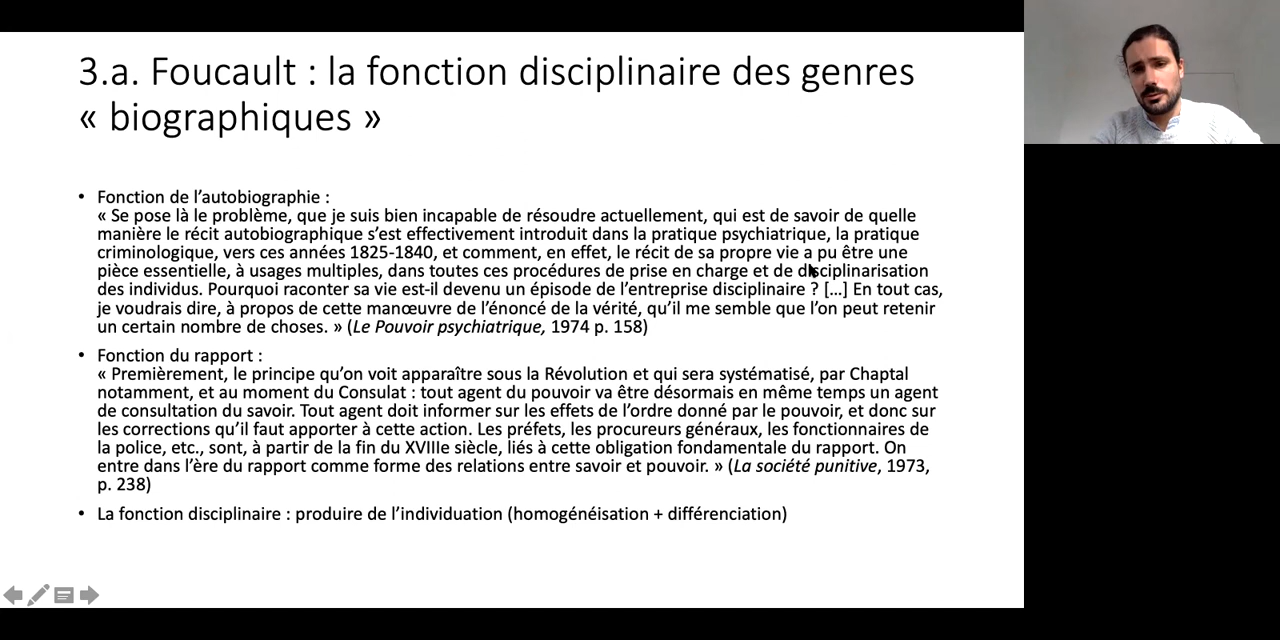 3.a. Foucault : la fonction disciplinaire des genres
« biographiques »
• Fonction de l’autobiographie :
« Se pose là le problème, que je suis bien incapable de résoudre actuellement, qui est de savoir de quelle
manière le récit autobiographique s’est effectivement introduit dans la pratique psychiatrique, la pratique
criminologique, vers ces années 1825-1840, et comment, en effet, le récit de sa propre vie a pu être une
pièce essentielle, à usages multiples, dans toutes ces procédures de prise en charge et de disciplinarisation
des individus. Pourquoi raconter sa vie est-il devenu un épisode de l’entreprise disciplinaire ? […] En tout cas,
je voudrais dire, à propos de cette manœuvre de l’énoncé de la vérité, qu’il me semble que l’on peut retenir
un certain nombre de choses. » (Le Pouvoir psychiatrique, 1974 p. 158)
• Fonction du rapport :
« Premièrement, le principe qu’on voit apparaître sous la Révolution et qui sera systématisé, par Chaptal
notamment, et au moment du Consulat : tout agent du pouvoir va être désormais en même temps un agent
de consultation du savoir. Tout agent doit informer sur les effets de l’ordre donné par le pouvoir, et donc sur
les corrections qu’il faut apporter à cette action. Les préfets, les procureurs généraux, les fonctionnaires de
la police, etc., sont, à partir de la fin du XVIIIe siècle, liés à cette obligation fondamentale du rapport. On
entre dans l’ère du rapport comme forme des relations entre savoir et pouvoir. » (La société punitive, 1973,
p. 238)
• La fonction disciplinaire : produire de l’individuation (homogénéisation + différenciation)